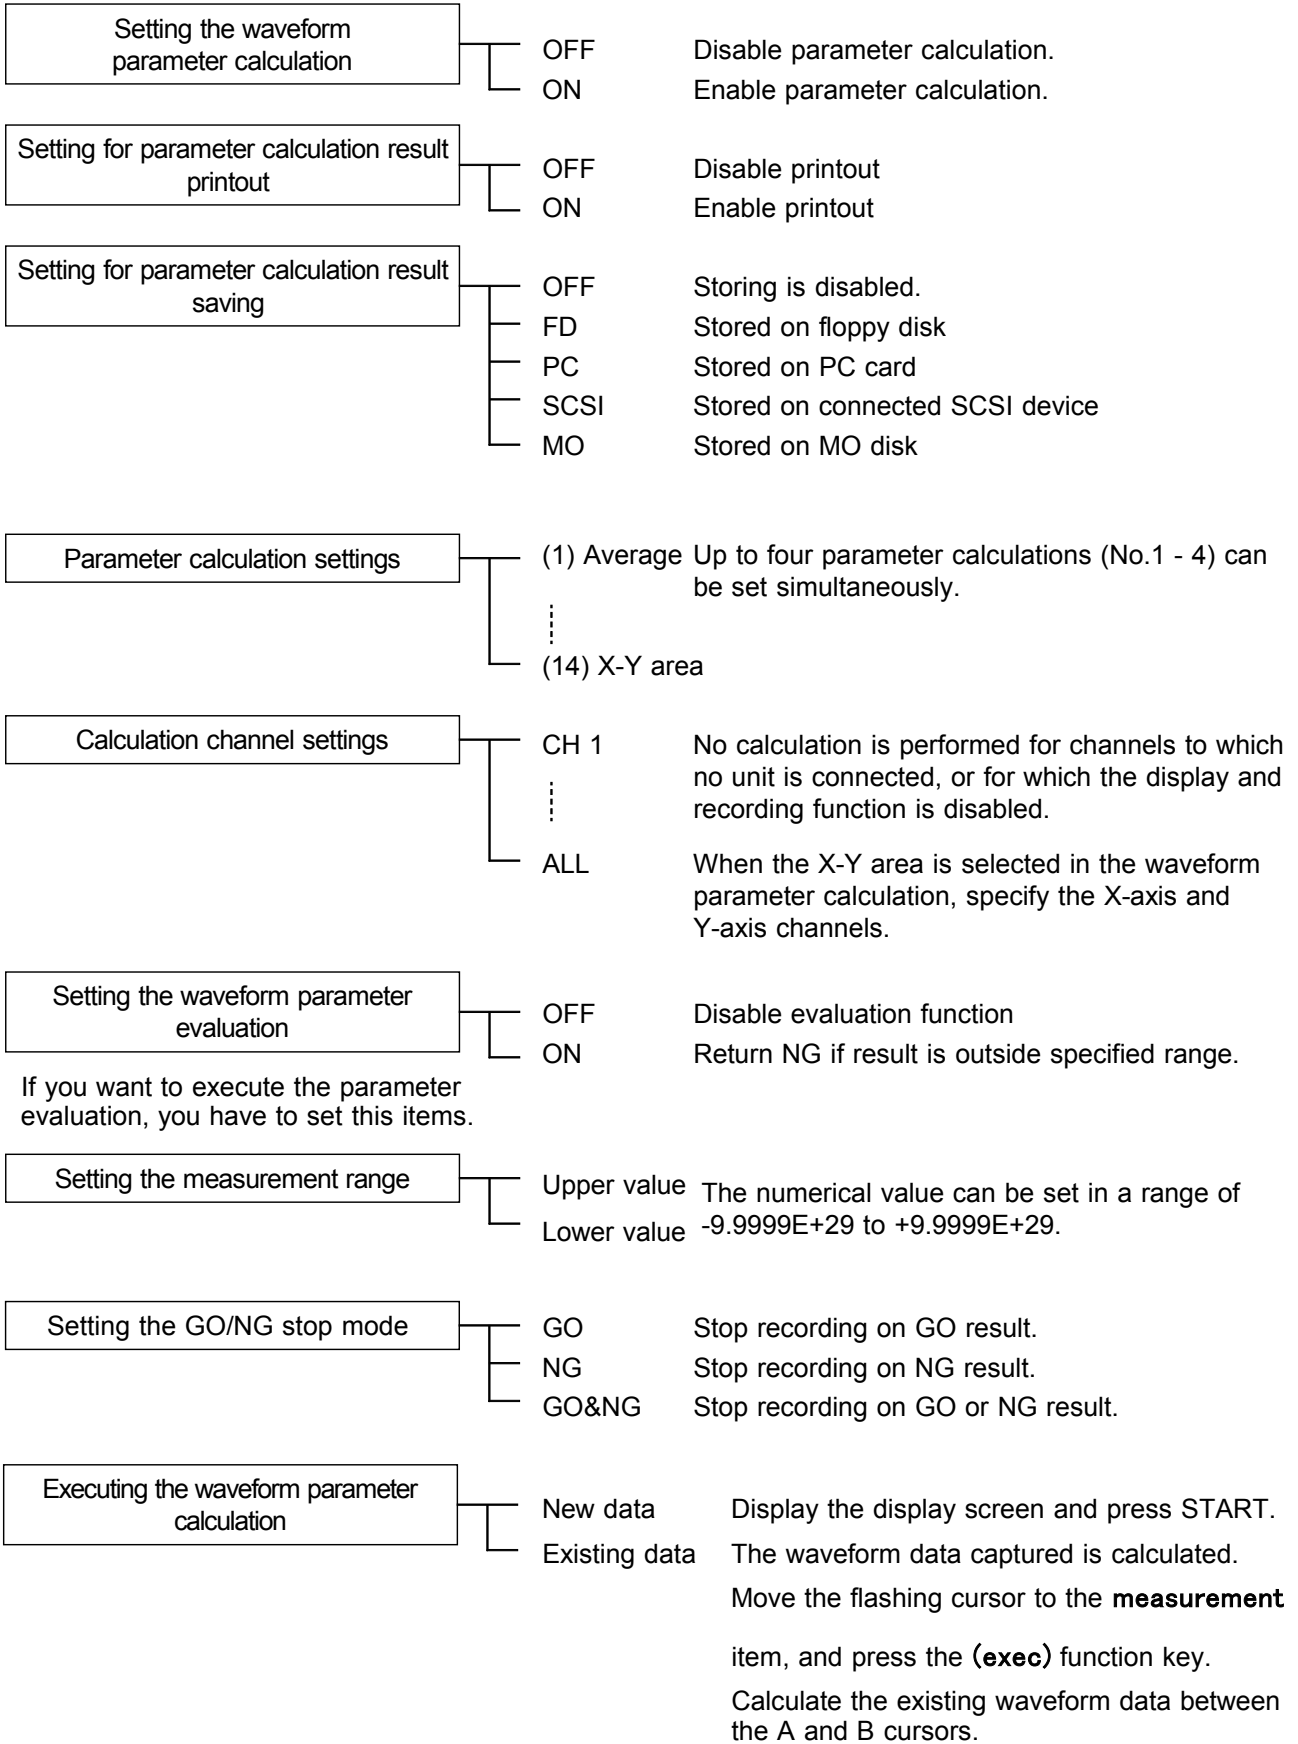 Setting the waveform
parameter calculation
OFF Disable parameter calculation.
ON Enable parameter calculation.
Setting for parameter calculation result
printout
OFF Disable printout
ON Enable printout
Setting for parameter calculation result
saving
OFF Storing is disabled.
FD Stored on floppy disk
PC Stored on PC card
SCSI Stored on connected SCSI device
MO Stored on MO disk
Parameter calculation settings
(1) Average Up to four parameter calculations (No.1 - 4) can
be set simultaneously.
(14) X-Y area
Calculation channel settings
CH 1 No calculation is performed for channels to which
no unit is connected, or for which the display and
recording function is disabled.
ALL When the X-Y area is selected in the waveform
parameter calculation, specify the X-axis and
Y-axis channels.
Setting the waveform parameter
evaluation
OFF Disable evaluation function
ON Return NG if result is outside specified range.
If you want to execute the parameter
evaluation, you have to set this items.
Setting the measurement range
Upper value
Lower value
The numerical value can be set in a range of
-9.9999E+29 to +9.9999E+29.
Setting the GO/NG stop mode
GO Stop recording on GO result.
NG Stop recording on NG result.
GO&NG Stop recording on GO or NG result.
Executing the waveform parameter
calculation
New data Display the display screen and press START.
Existing data The waveform data captured is calculated.
Move the flashing cursor to the measurement
item, and press the (exec) function key.
Calculate the existing waveform data between
the A and B cursors.